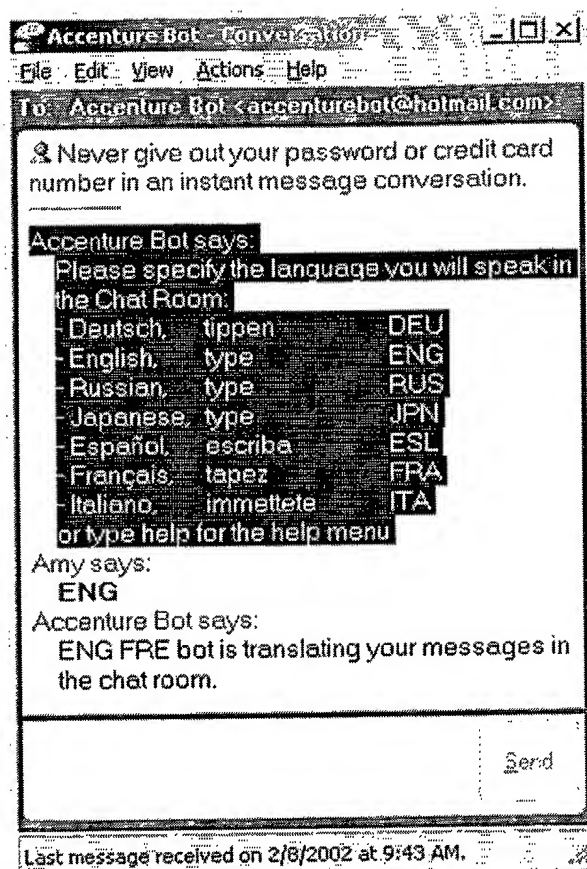 Accenture Bot - Conversation
File Edit View Actions Help
To: Accenture Bot <accenturebot@hotmail.com>
Never give out your password or credit card
number in an instant message conversation.
Accenture Bot says:
Please specify the language you will speak in
the Chat Room:
- Deutsch, tippen DEU
- English, type ENG
- Russian, type RUS
- Japanese, type JPN
- Español, escriba ESL
- Français, tapez FRA
- Italiano, immettete ITA
or type help for the help menu
Amy says:
ENG
Accenture Bot says:
ENG FRE bot is translating your messages in
the chat room.
Send
Last message received on 2/8/2002 at 9:43 AM.